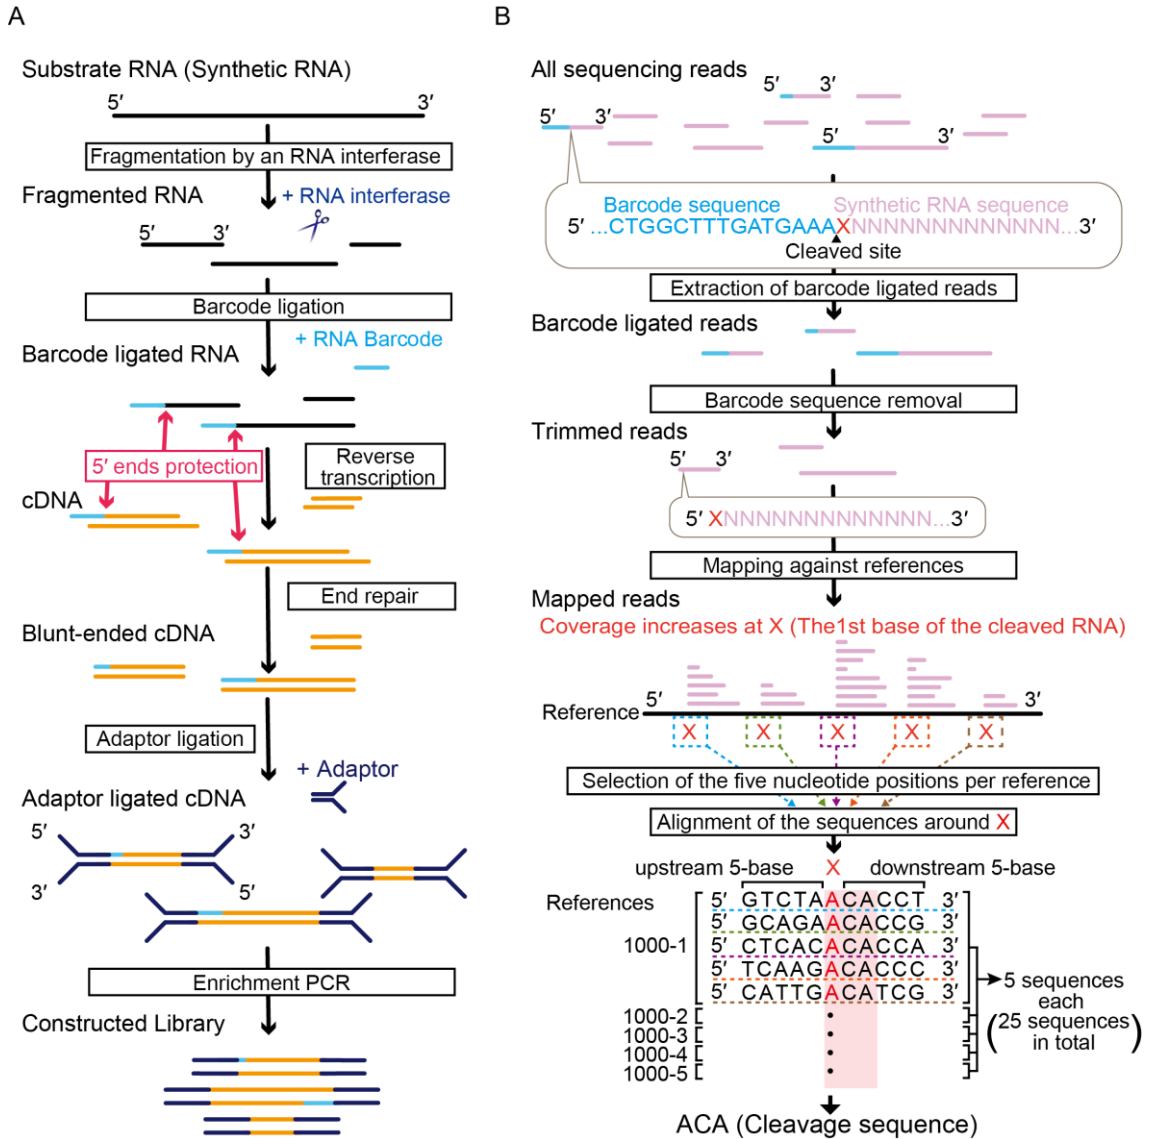 A
Substrate RNA (Synthetic RNA)
5′ 3′
Fragmentation by an RNA interferase
Fragmented RNA
+ RNA interferase
5′ 3′
Barcode ligation
+ RNA Barcode
Barcode ligated RNA
5′ ends protection
Reverse
transcription
cDNA
End repair
Blunt-ended cDNA
Adaptor ligation
+ Adaptor
Adaptor ligated cDNA
5′ 3′
3′ 5′
Enrichment PCR
Constructed Library
B
All sequencing reads
5′ 3′
5′ 3′
5′ 3′
Barcode sequence Synthetic RNA sequence
5′ ...CTGGCTTTGATGAAAXNNNNNNNNNNNNNN...3′
Cleaved site
Extraction of barcode ligated reads
Barcode ligated reads
Barcode sequence removal
Trimmed reads
5′ 3′
5′ XNNNNNNNNNNNNNN...3′
Mapping against references
Mapped reads
Coverage increases at X (The1st base of the cleaved RNA)
5′ 3′
Reference
X X X X X
Selection of the five nucleotide positions per reference
Alignment of the sequences around X
upstream 5-base X downstream 5-base
References
5′ GTCTAACACCT 3′
5′ GCAGAACACCG 3′
1000-1
5′ CTCACACACCA 3′
5′ TCAAGACACCC 3′
5′ CATTGACATCG 3′
1000-2
1000-3
1000-4
1000-5
5 sequences
each
(25 sequences
in total)
ACA (Cleavage sequence)